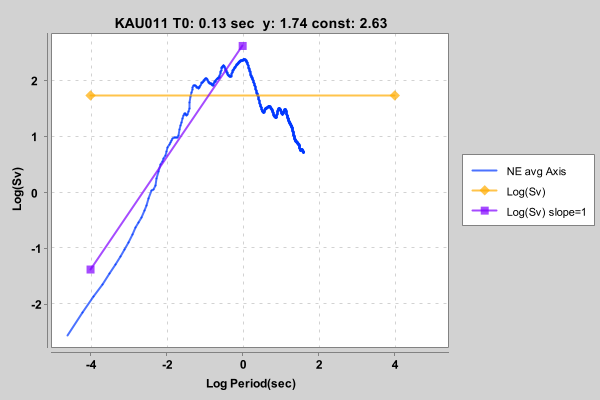 KAU011 T0: 0.13 sec  y: 1.74 const: 2.63
Log(Sv)
2
1
0
-1
-2
-4
-2
0
2
4
Log Period(sec)
NE avg Axis
Log(Sv)
Log(Sv) slope=1